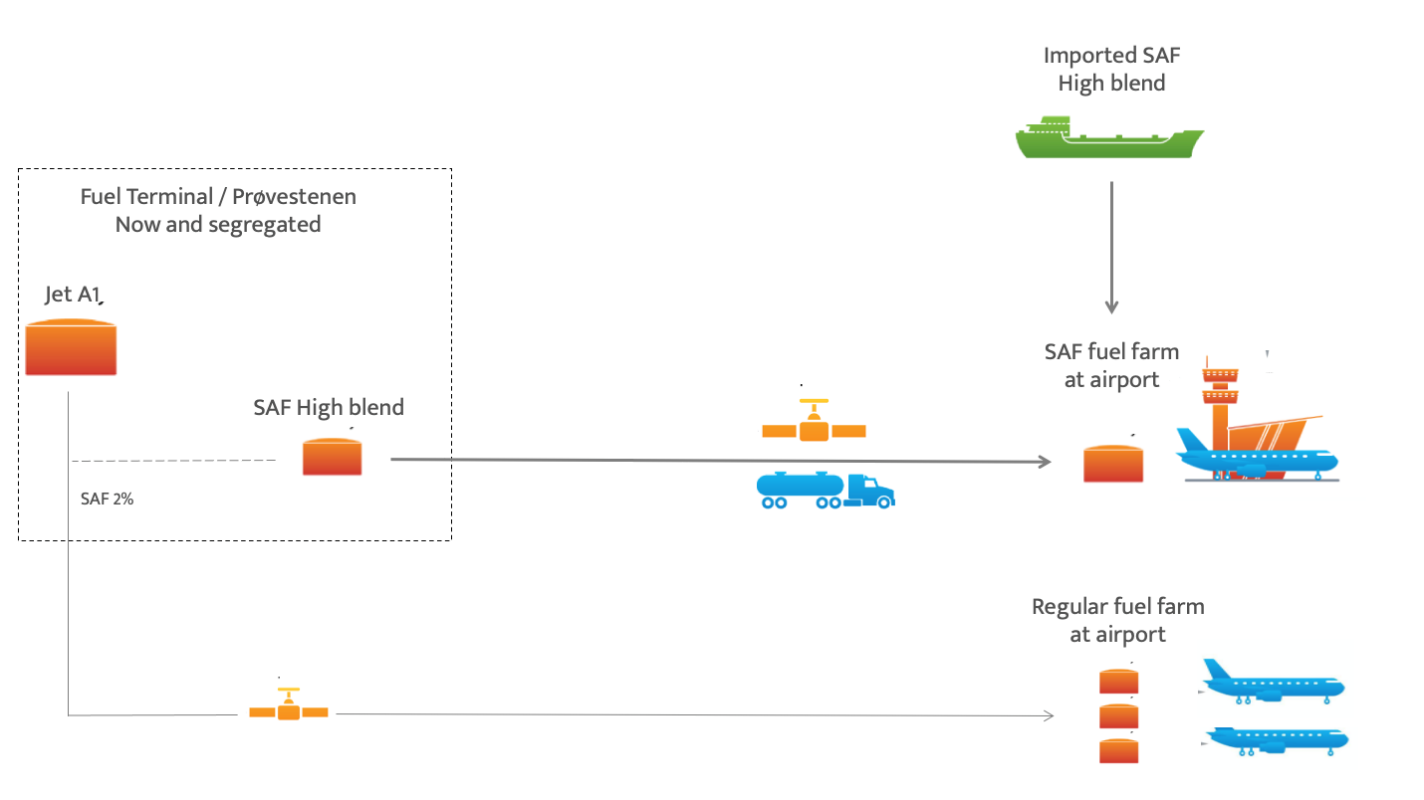 Imported SAF
High blend
Fuel Terminal / Prøvestenen
Now and segregated
Jet A1
SAF High blend
SAF 2%
SAF fuel farm
at airport
Regular fuel farm
at airport